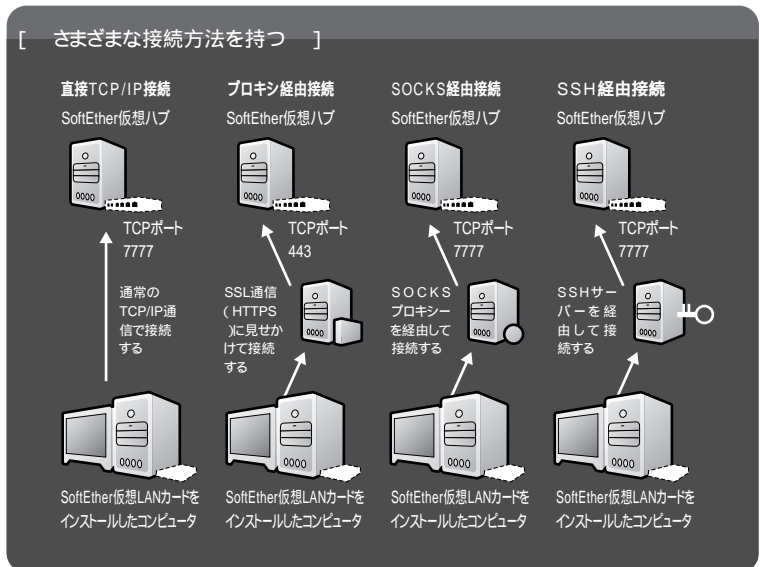 [ さまざまな接続方法を持つ ]
直接TCP/IP接続
SoftEther仮想ハブ
TCPポート
7777
通常の
TCP/IP通
信で接続
する
SoftEther仮想LANカードを
インストールしたコンピュータ
プロキシ経由接続
SoftEther仮想ハブ
TCPポート
443
SSL通信
(HTTPS
)に見せか
けて接続
する
SoftEther仮想LANカードを
インストールしたコンピュータ
SOCKS経由接続
SoftEther仮想ハブ
TCPポート
7777
SOCKS
プロキシー
を経由して
接続する
SoftEther仮想LANカードを
インストールしたコンピュータ
SSH経由接続
SoftEther仮想ハブ
TCPポート
7777
SSHサー
バーを経
由して接
続する
SoftEther仮想LANカードを
インストールしたコンピュータ